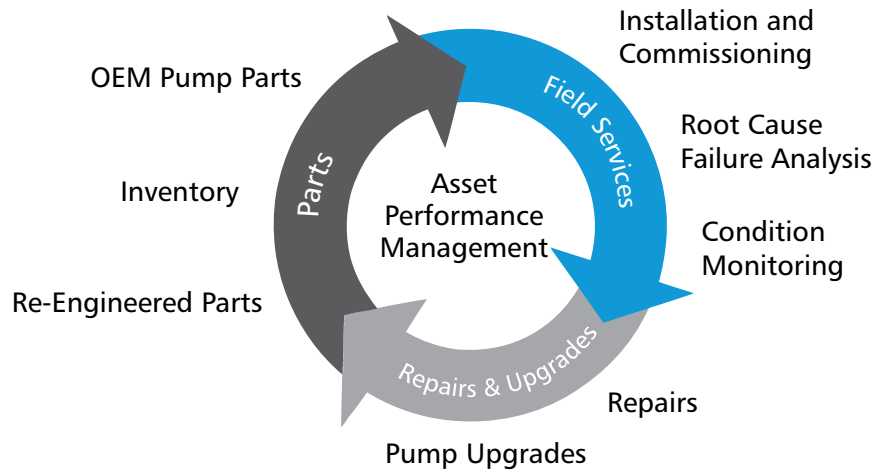 Installation and
Commissioning
OEM Pump Parts
Field Services
Root Cause
Failure Analysis
Parts
Inventory
Asset
Performance
Management
Condition
Monitoring
Re-Engineered Parts
Repairs & Upgrades
Repairs
Pump Upgrades